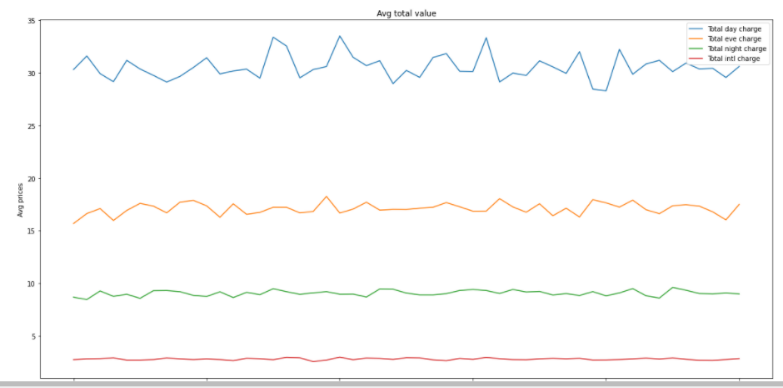 Avg total value
35
30
25
20
15
10
5
Avg prices
Total day charge
Total eve charge
Total night charge
Total intl charge